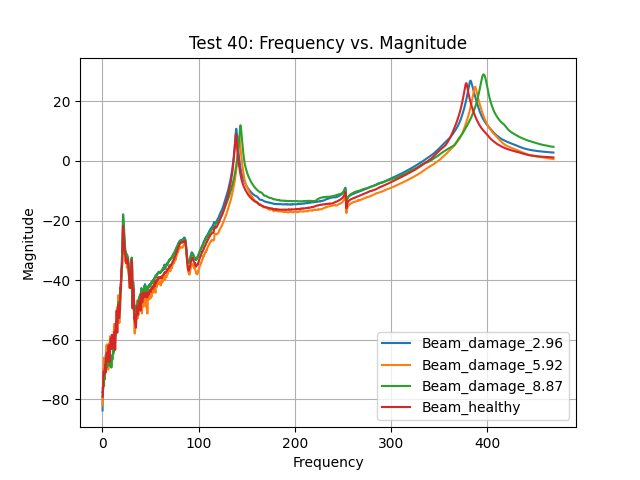 Test 40: Frequency vs. Magnitude
Magnitude
20
0
−20
−40
−60
−80
0
100
200
300
400
Frequency
Beam_damage_2.96
Beam_damage_5.92
Beam_damage_8.87
Beam_healthy